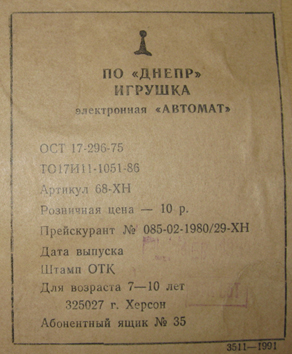 ПО «ДНЕПР»
ИГРУШКА
электронная «АВТОМАТ»
ОСТ 17-296-75
ТО17И11-1051-86
Артикул 68-ХН
Розничная цена — 10 р.
Прейскурант № 085-02-1980/29-ХН
Дата выпуска
Штамп ОТК
Для возраста 7—10 лет
325027 г. Херсон
Абонентный ящик № 35
3511—1991